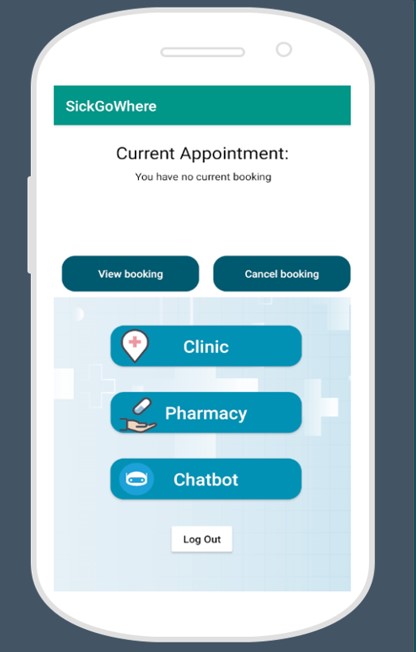 SickGoWhere
Current Appointment:
You have no current booking
View booking
Cancel booking
Clinic
Pharmacy
Chatbot
Log Out